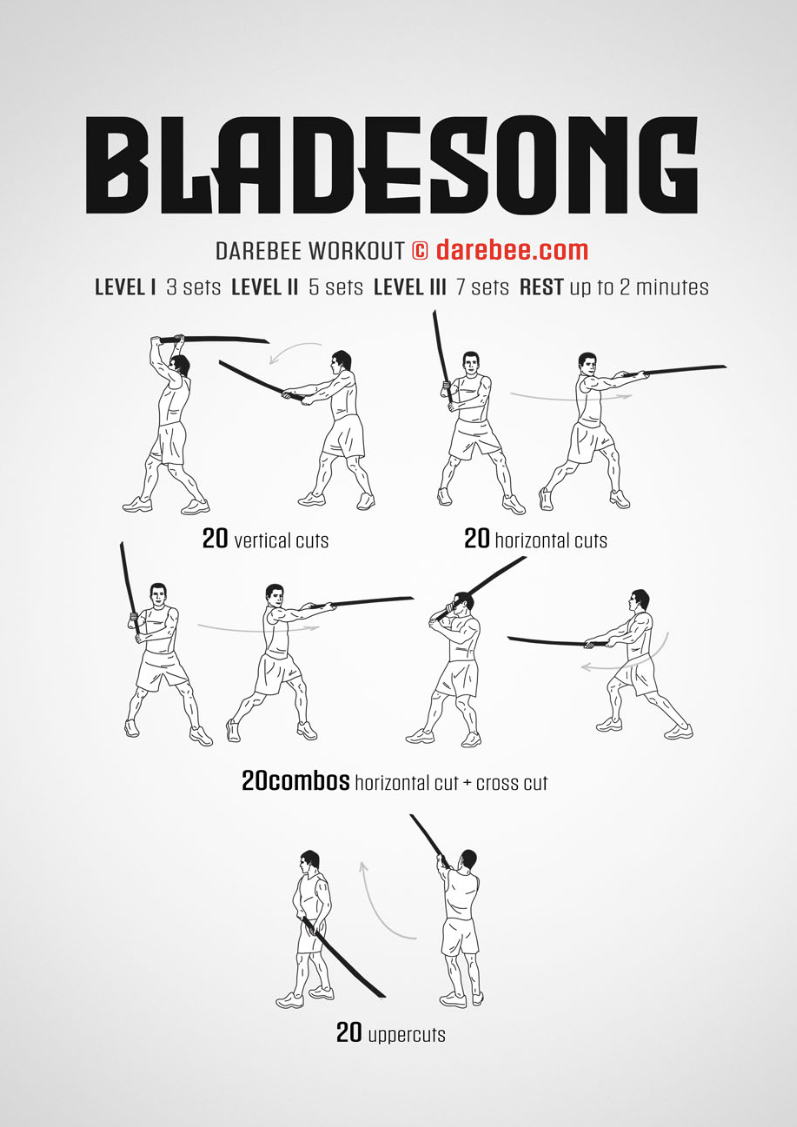 BLADESONG
DAREBEE WORKOUT © darebee.com
LEVEL I 3 sets LEVEL II 5 sets LEVEL III 7 sets REST up to 2 minutes
20 vertical cuts
20 horizontal cuts
20combos horizontal cut + cross cut
20 uppercuts